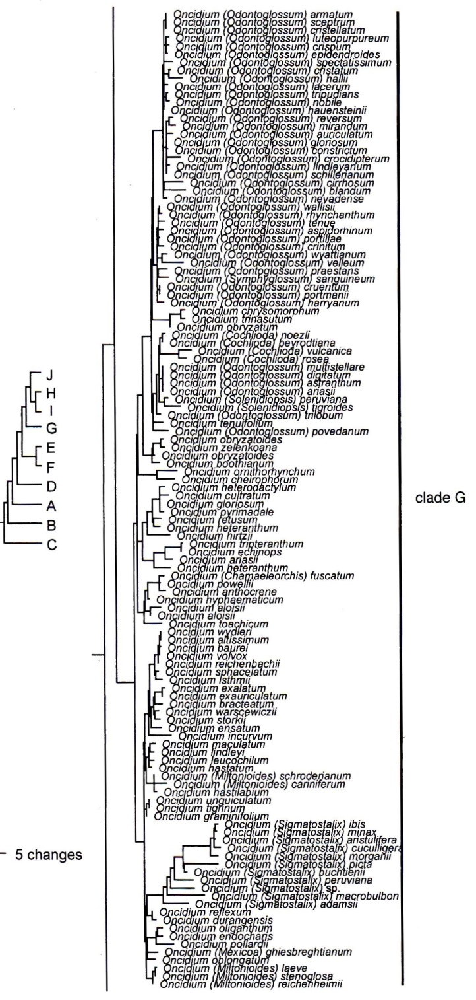 Oncidium (Odontoglossum) armatum
Oncidium (Odontoglossum) sceptrum
Oncidium (Odontoglossum) cristellatum
Oncidium (Odontoglossum) luteopurpureum
Oncidium (Odontoglossum) crispum
Oncidium (Odontoglossum) epidendroides
Oncidium (Odontoglossum) spectatissimum
Oncidium (Odontoglossum) cristatum
Oncidium (Odontoglossum) hallii
Oncidium (Odontoglossum) lacerum
Oncidium (Odontoglossum) tripudians
Oncidium (Odontoglossum) nobile
Oncidium (Odontoglossum) hauensteinii
Oncidium (Odontoglossum) reversum
Oncidium (Odontoglossum) mirandum
Oncidium (Odontoglossum) auriculatum
Oncidium (Odontoglossum) gloriosum
Oncidium (Odontoglossum) constrictum
Oncidium (Odontoglossum) crocidipterum
Oncidium (Odontoglossum) lindleyanum
Oncidium (Odontoglossum) schillerianum
Oncidium (Odontoglossum) cirrhosum
Oncidium (Odontoglossum) blandum
Oncidium (Odontoglossum) nevadense
Oncidium (Odontoglossum) wallisii
Oncidium (Odontoglossum) rhynchanthum
Oncidium (Odontoglossum) tenue
Oncidium (Odontoglossum) aspidorhinum
Oncidium (Odontoglossum) portillae
Oncidium (Odontoglossum) crinitum
Oncidium (Odontoglossum) wyattianum
Oncidium (Odontoglossum) velleum
Oncidium (Odontoglossum) praestans
Oncidium (Symphyglossum) sanguineum
Oncidium (Odontoglossum) cruentum
Oncidium (Odontoglossum) portmanii
Oncidium (Odontoglossum) harryanum
Oncidium chrysomorphum
Oncidium trinasutum
Oncidium obryzatum
Oncidium (Cochlioda) noezli
Oncidium (Cochlioda) beyrodtiana
Oncidium (Cochlioda) vulcanica
Oncidium (Cochlioda) rosea
Oncidium (Odontoglossum) multistellare
Oncidium (Odontoglossum) digitatum
Oncidium (Odontoglossum) astranthum
Oncidium (Odontoglossum) ariasii
Oncidium (Solenidiopsis) peruviana
Oncidium (Solenidiopsis) tigroides
Oncidium (Odontoglossum) trilobum
Oncidium tenuifolium
Oncidium (Odontoglossum) povedanum
Oncidium obryzatoides
Oncidium zelenkoana
Oncidium obryzatoides
Oncidium boothianum
Oncidium ornithorhynchum
Oncidium cheirophorum
Oncidium heterodactylum
Oncidium cultratum
Oncidium gloriosum
Oncidium pyrimadale
Oncidium retusum
Oncidium heteranthum
Oncidium hirtzii
Oncidium tripteranthum
Oncidium echinops
Oncidium ariasii
Oncidium heteranthum
Oncidium (Chamaeleorchis) fuscatum
Oncidium powellii
Oncidium anthocrene
Oncidium hyphaematicum
Oncidium aloisii
Oncidium aloisii
Oncidium toachicum
Oncidium wydleri
Oncidium altissimum
Oncidium baurei
Oncidium volvox
Oncidium reichenbachii
Oncidium sphacelatum
Oncidium Isthmii
Oncidium exalatum
Oncidium exauriculatum
Oncidium bracteatum
Oncidium warscewiczii
Oncidium storkii
Oncidium ensatum
Oncidium incurvum
Oncidium maculatum
Oncidium lindleyi
Oncidium leucochilum
Oncidium hastatum
Oncidium (Miltonioides) schroderianum
Oncidium (Miltonioides) cariniferum
Oncidium hastilabium
Oncidium unguiculatum
Oncidium tigrinum
Oncidium graminifolium
Oncidium (Sigmatostalix) ibis
Oncidium (Sigmatostalix) minax
Oncidium (Sigmatostalix) aristulifera
Oncidium (Sigmatostalix) cuculligera
Oncidium (Sigmatostalix) morganii
Oncidium (Sigmatostalix) picta
Oncidium (Sigmatostalix) buchtienii
Oncidium (Sigmatostalix) peruviana
Oncidium (Sigmatostalix) sp.
Oncidium (Sigmatostalix) macrobulbon
Oncidium (Sigmatostalix) adamsii
Oncidium reflexum
Oncidium durangensis
Oncidium oliganthum
Oncidium endocharis
Oncidium pollardii
Oncidium (Mexicoa) ghiesbreghtianum
Oncidium oblongatum
Oncidium (Miltonioides) laeve
Oncidium (Miltonioides) stenoglosa
Oncidium (Miltonioides) reichenheimii
J
H
I
G
E
F
D
A
B
C
5 changes
clade G